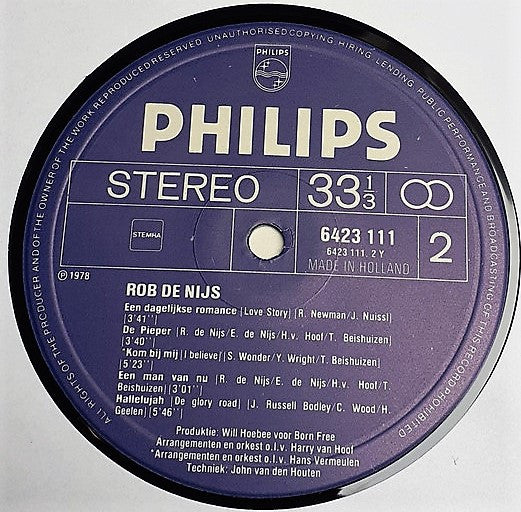 ALL RIGHTS OF THE PRODUCER AND OF THE OWNER OF THE WORK REPRODUCED RESERVED UNAUTHORISED COPYING HIRING LENDING PUBLIC PERFORMANCE AND BROADCASTING OF THIS RECORD PROHIBITED
PHILIPS
PHILIPS
STEREO
33 1/3
STEMRA
6423 111
6423 111. 2 Y
MADE IN HOLLAND
2
℗ 1978
ROB DE NIJS
Een dagelijkse romance [Love Story] [R. Newman/J. Nuissl]
[3'41'']
De Pieper [R. de Nijs/E. de Nijs/H.v. Hoof/T. Beishuizen]
[3'40'']
*Kom bij mij [I believe] [S. Wonder/Y. Wright/T. Beishuizen]
[5'23'']
Een man van nu [R. de Nijs/E. de Nijs/H.v. Hoof/T.
Beishuizen] [3'01'']
Hallelujah [De glory road] [J. Russell Bodley/C. Wood/H.
Geelen] [5'46'']
Produktie: Will Hoebee voor Born Free
Arrangementen en orkest o.l.v. Harry van Hoof
*Arrangementen en orkest o.l.v. Hans Vermeulen
Techniek: John van den Houten